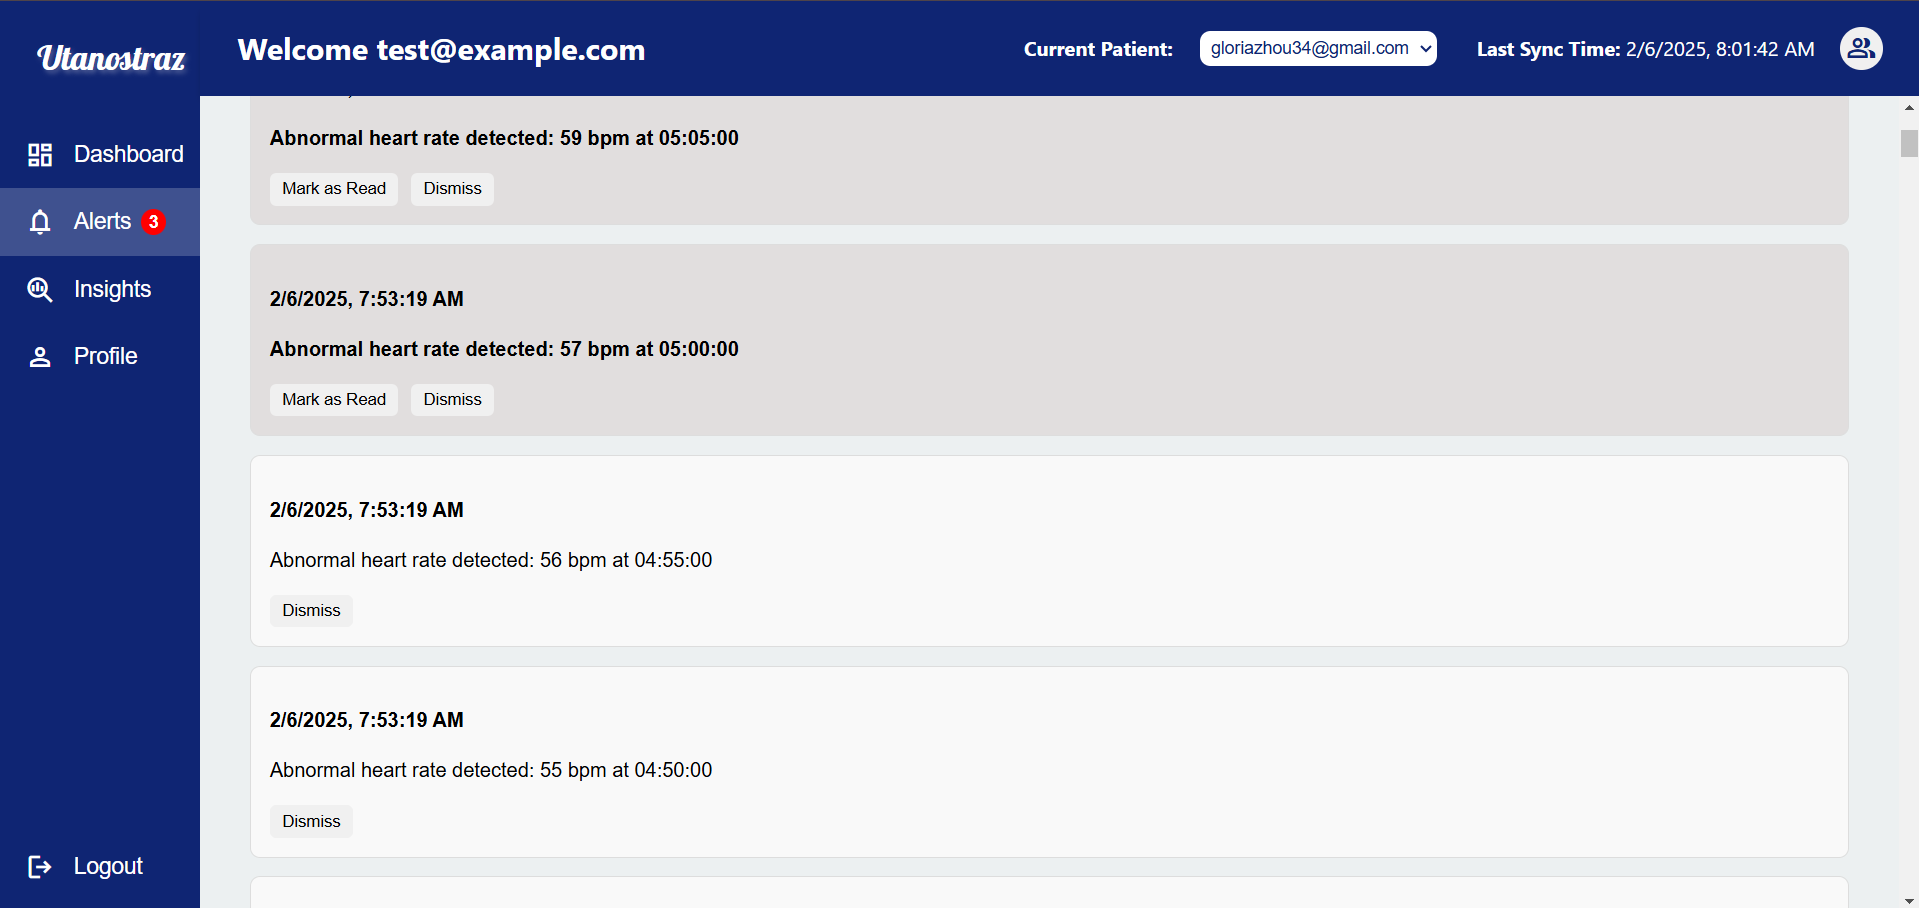 Utanostraz
Welcome test@example.com
Current Patient:
gloriazhou34@gmail.com
Last Sync Time: 2/6/2025, 8:01:42 AM
Dashboard
Alerts 3
Insights
Profile
Logout
Abnormal heart rate detected: 59 bpm at 05:05:00
Mark as Read Dismiss
2/6/2025, 7:53:19 AM
Abnormal heart rate detected: 57 bpm at 05:00:00
Mark as Read Dismiss
2/6/2025, 7:53:19 AM
Abnormal heart rate detected: 56 bpm at 04:55:00
Dismiss
2/6/2025, 7:53:19 AM
Abnormal heart rate detected: 55 bpm at 04:50:00
Dismiss